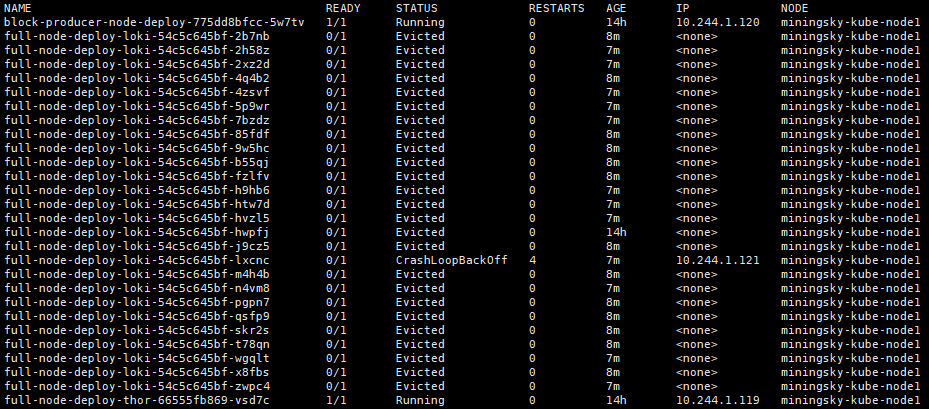 NAME READY STATUS RESTARTS AGE IP NODE
block-producer-node-deploy-775dd8bfcc-5w7tv 1/1 Running 0 14h 10.244.1.120 miningsky-kube-node1
full-node-deploy-loki-54c5c645bf-2b7nb 0/1 Evicted 0 8m <none> miningsky-kube-node1
full-node-deploy-loki-54c5c645bf-2h58z 0/1 Evicted 0 7m <none> miningsky-kube-node1
full-node-deploy-loki-54c5c645bf-2xz2d 0/1 Evicted 0 7m <none> miningsky-kube-node1
full-node-deploy-loki-54c5c645bf-4q4b2 0/1 Evicted 0 8m <none> miningsky-kube-node1
full-node-deploy-loki-54c5c645bf-4zsvf 0/1 Evicted 0 7m <none> miningsky-kube-node1
full-node-deploy-loki-54c5c645bf-5p9wr 0/1 Evicted 0 7m <none> miningsky-kube-node1
full-node-deploy-loki-54c5c645bf-7bzdz 0/1 Evicted 0 7m <none> miningsky-kube-node1
full-node-deploy-loki-54c5c645bf-85fdf 0/1 Evicted 0 8m <none> miningsky-kube-node1
full-node-deploy-loki-54c5c645bf-9w5hc 0/1 Evicted 0 8m <none> miningsky-kube-node1
full-node-deploy-loki-54c5c645bf-b55qj 0/1 Evicted 0 8m <none> miningsky-kube-node1
full-node-deploy-loki-54c5c645bf-fzlfv 0/1 Evicted 0 8m <none> miningsky-kube-node1
full-node-deploy-loki-54c5c645bf-h9hb6 0/1 Evicted 0 7m <none> miningsky-kube-node1
full-node-deploy-loki-54c5c645bf-htw7d 0/1 Evicted 0 7m <none> miningsky-kube-node1
full-node-deploy-loki-54c5c645bf-hvzl5 0/1 Evicted 0 7m <none> miningsky-kube-node1
full-node-deploy-loki-54c5c645bf-hwpfj 0/1 Evicted 0 14h <none> miningsky-kube-node1
full-node-deploy-loki-54c5c645bf-j9cz5 0/1 Evicted 0 8m <none> miningsky-kube-node1
full-node-deploy-loki-54c5c645bf-lxcnc 0/1 CrashLoopBackOff 4 7m 10.244.1.121 miningsky-kube-node1
full-node-deploy-loki-54c5c645bf-m4h4b 0/1 Evicted 0 8m <none> miningsky-kube-node1
full-node-deploy-loki-54c5c645bf-n4vm8 0/1 Evicted 0 7m <none> miningsky-kube-node1
full-node-deploy-loki-54c5c645bf-pgpn7 0/1 Evicted 0 8m <none> miningsky-kube-node1
full-node-deploy-loki-54c5c645bf-qsfp9 0/1 Evicted 0 8m <none> miningsky-kube-node1
full-node-deploy-loki-54c5c645bf-skr2s 0/1 Evicted 0 8m <none> miningsky-kube-node1
full-node-deploy-loki-54c5c645bf-t78qn 0/1 Evicted 0 8m <none> miningsky-kube-node1
full-node-deploy-loki-54c5c645bf-wgqlt 0/1 Evicted 0 7m <none> miningsky-kube-node1
full-node-deploy-loki-54c5c645bf-x8fbs 0/1 Evicted 0 8m <none> miningsky-kube-node1
full-node-deploy-loki-54c5c645bf-zwpc4 0/1 Evicted 0 7m <none> miningsky-kube-node1
full-node-deploy-thor-66555fb869-vsd7c 1/1 Running 0 14h 10.244.1.119 miningsky-kube-node1